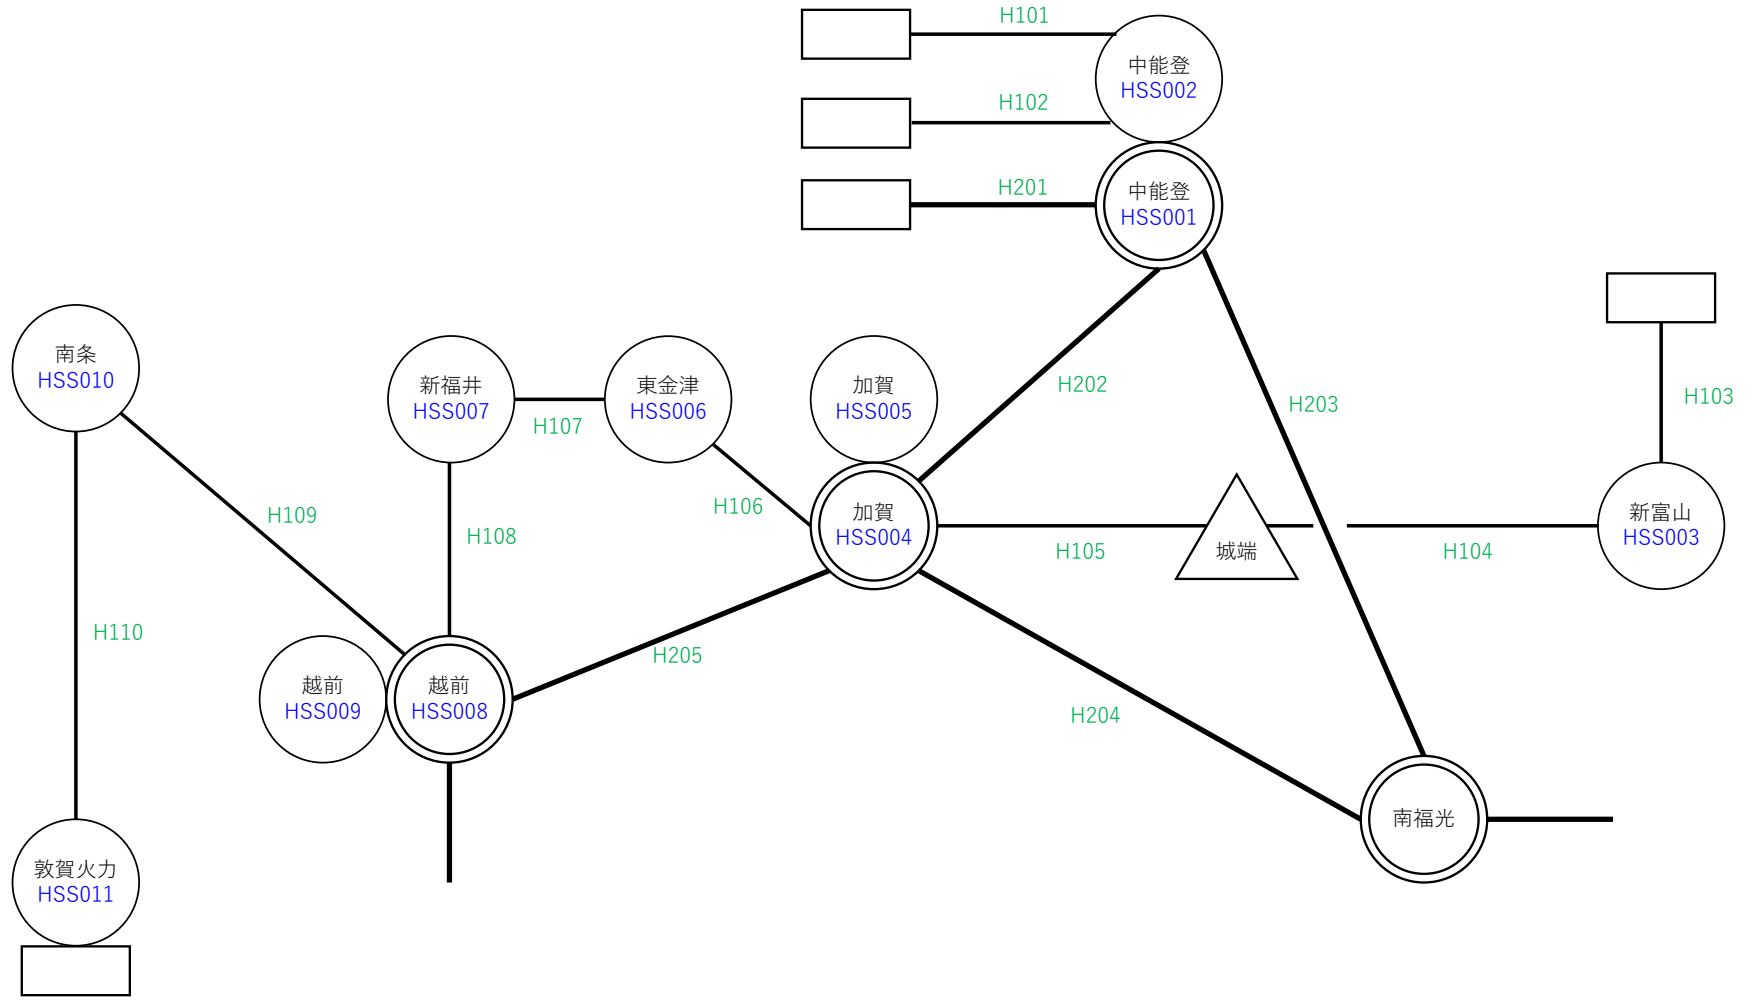 H101
中能登
HSS002
H102
H201
中能登
HSS001
南条
HSS010
新福井
HSS007
東金津
HSS006
加賀
HSS005
H202
H203
H103
H107
H109
H108
H106
加賀
HSS004
H105
城端
H104
新富山
HSS003
H110
H205
越前
HSS009
越前
HSS008
H204
南福光
敦賀火力
HSS011